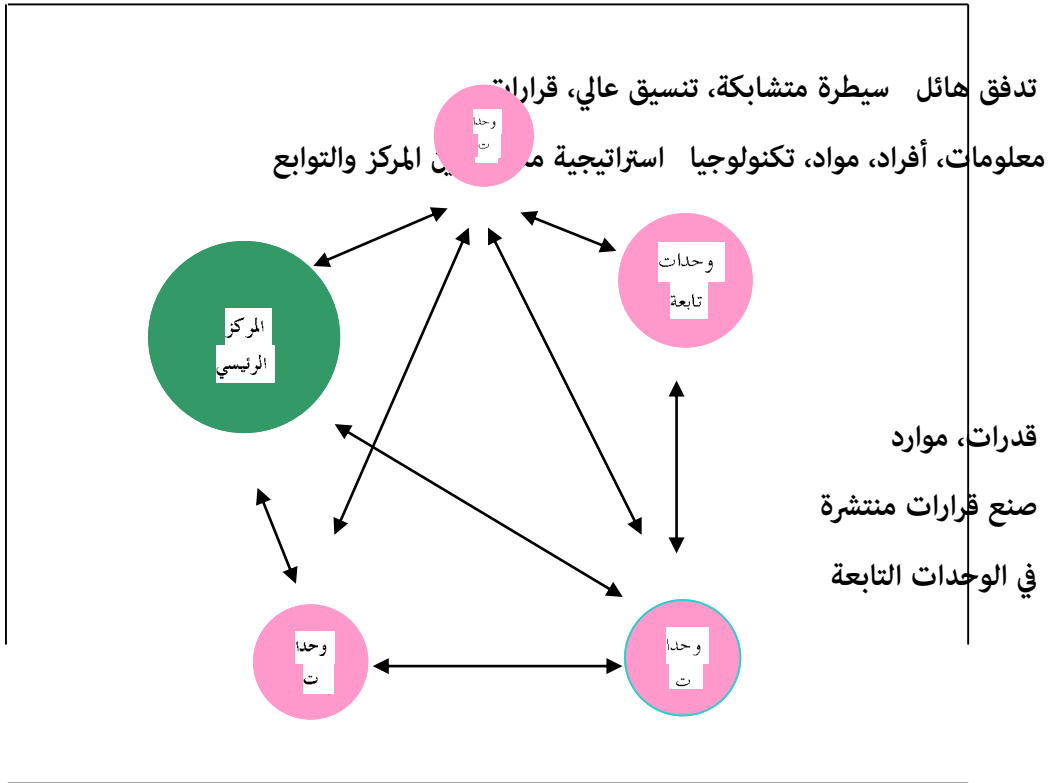 تدفق هائل   سيطرة متشابكة، تنسيق عالي، قرارات
معلومات، أفراد، مواد، تكنولوجيا   استراتيجية المركز والتوابع
وحدا
ت
وحدات
تابعة
المركز
الرئيسي
قدرات، موارد
صنع قرارات منتشرة
في الوحدات التابعة
وحدا
ت
وحدا
ت